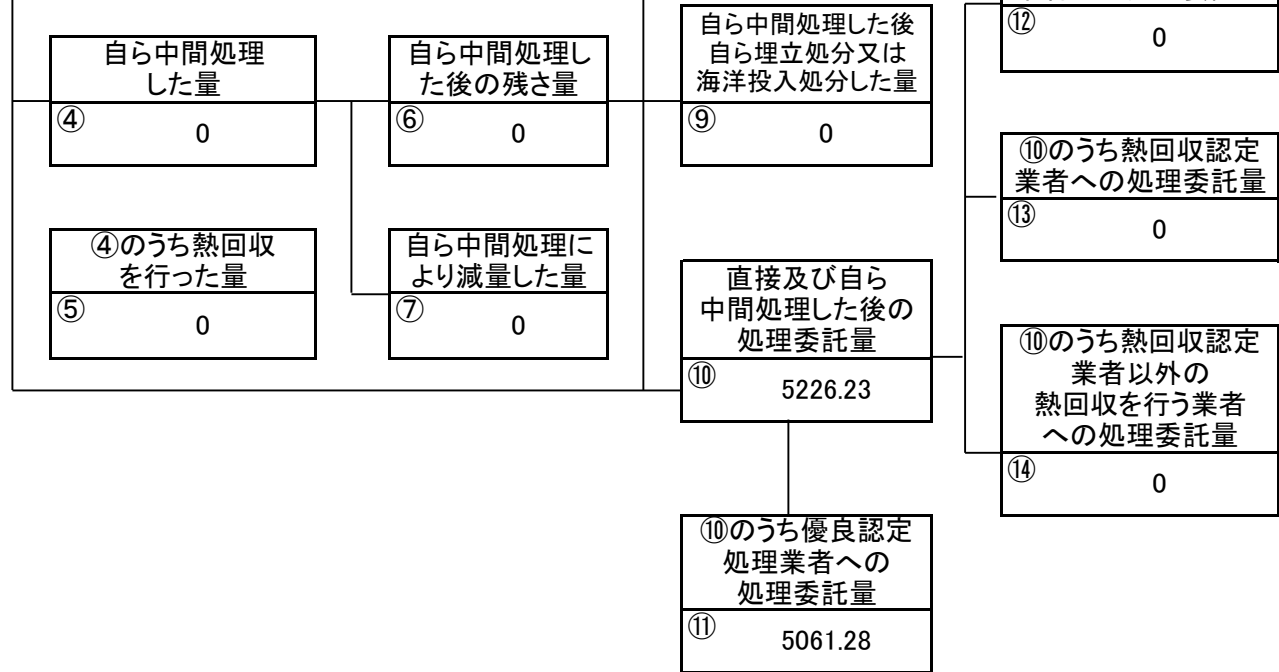 自ら中間処理
した量
④
0
自ら中間処理し
た後の残さ量
⑥
0
自ら中間処理した後
自ら埋立処分又は
海洋投入処分した量
⑨
0
⑫
0
⑩のうち熱回収認定
業者への処理委託量
⑬
0
④のうち熱回収
を行った量
⑤
0
自ら中間処理に
より減量した量
⑦
0
直接及び自ら
中間処理した後の
処理委託量
⑩
5226.23
⑩のうち熱回収認定
業者以外の
熱回収を行う業者
への処理委託量
⑭
0
⑩のうち優良認定
処理業者への
処理委託量
⑪
5061.28